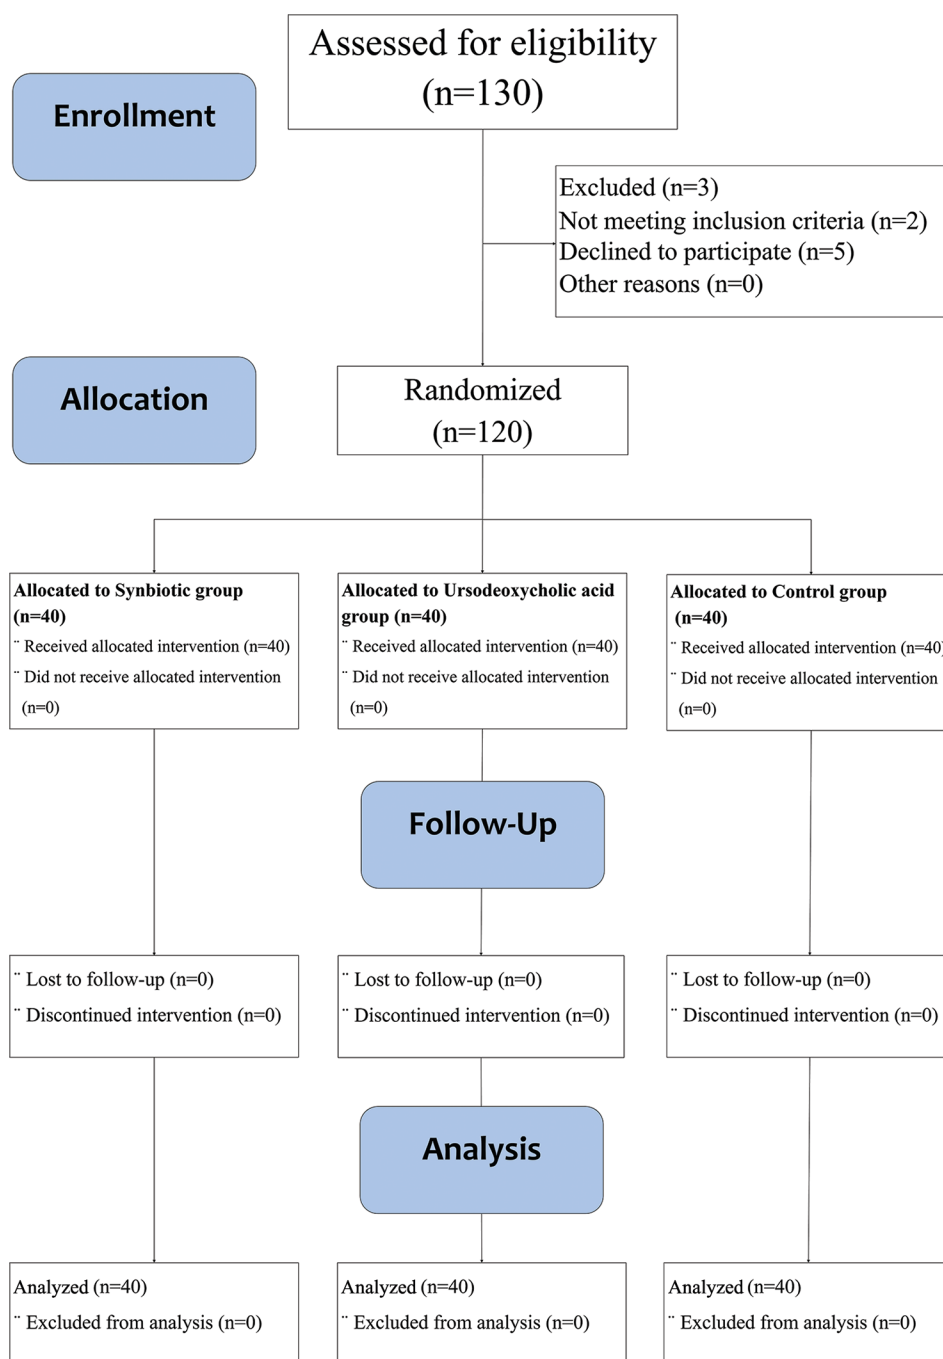 Assessed for eligibility
(n=130)
Enrollment
Excluded (n=3)
Not meeting inclusion criteria (n=2)
Declined to participate (n=5)
Other reasons (n=0)
Allocation
Randomized
(n=120)
Allocated to Synbiotic group
(n=40)
¨ Received allocated intervention (n=40)
¨ Did not receive allocated intervention
(n=0)
Allocated to Ursodeoxycholic acid
group (n=40)
¨ Received allocated intervention (n=40)
¨ Did not receive allocated intervention
(n=0)
Allocated to Control group
(n=40)
¨ Received allocated intervention (n=40)
¨ Did not receive allocated intervention
(n=0)
Follow-Up
¨ Lost to follow-up (n=0)
¨ Discontinued intervention (n=0)
¨ Lost to follow-up (n=0)
¨ Discontinued intervention (n=0)
¨ Lost to follow-up (n=0)
¨ Discontinued intervention (n=0)
Analysis
Analyzed (n=40)
¨ Excluded from analysis (n=0)
Analyzed (n=40)
¨ Excluded from analysis (n=0)
Analyzed (n=40)
¨ Excluded from analysis (n=0)